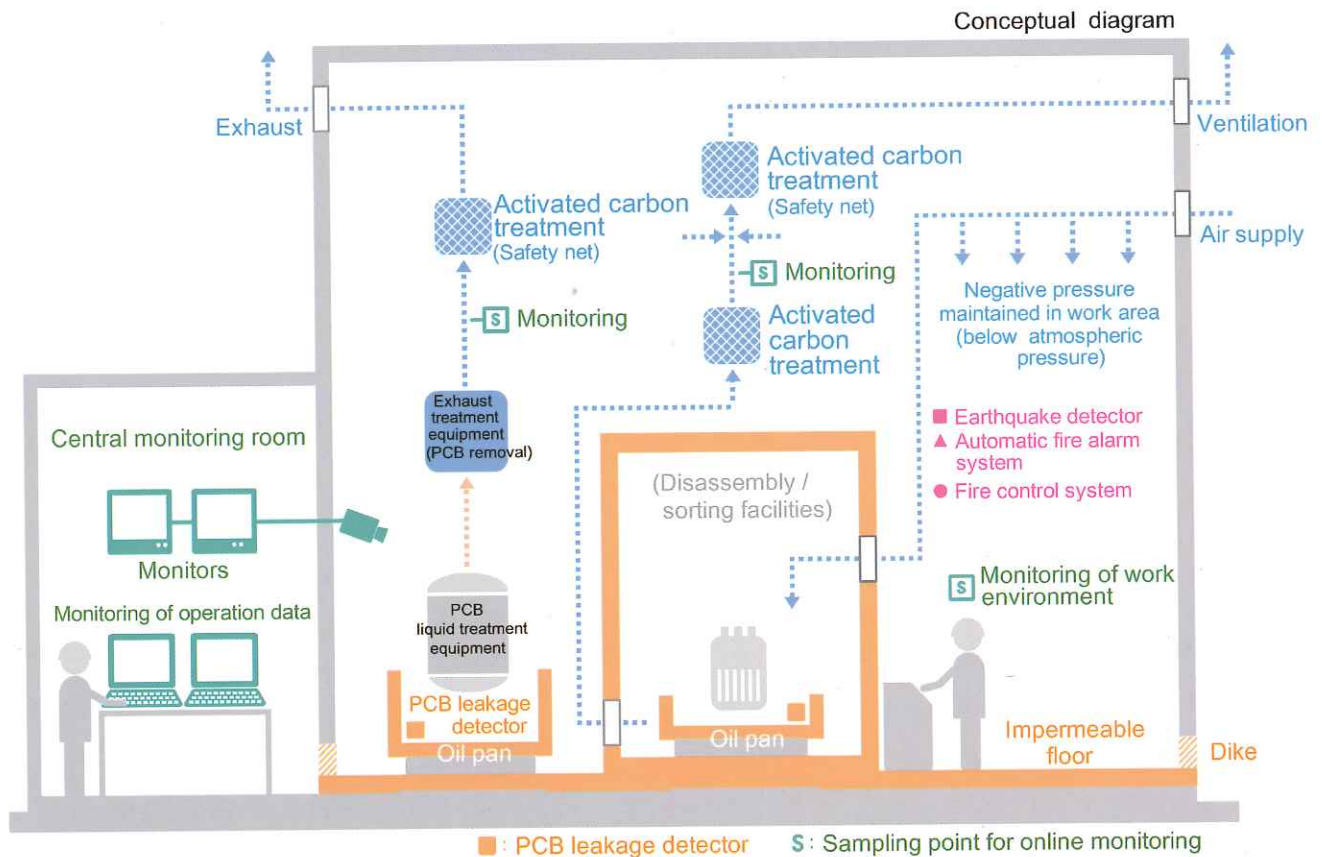 Conceptual diagram
Exhaust
Ventilation
Activated carbon
treatment
(Safety net)
Activated carbon
treatment
(Safety net)
Air supply
S Monitoring
S Monitoring
Negative pressure
maintained in work area
(below atmospheric
pressure)
Activated
carbon
treatment
Exhaust
treatment
equipment
(PCB removal)
Central monitoring room
Earthquake detector
Automatic fire alarm
system
Fire control system
(Disassembly /
sorting facilities)
Monitors
S Monitoring of work
environment
Monitoring of operation data
PCB
liquid treatment
equipment
PCB leakage
detector
Oil pan
Oil pan
Impermeable
floor
Dike
: PCB leakage detector
S : Sampling point for online monitoring